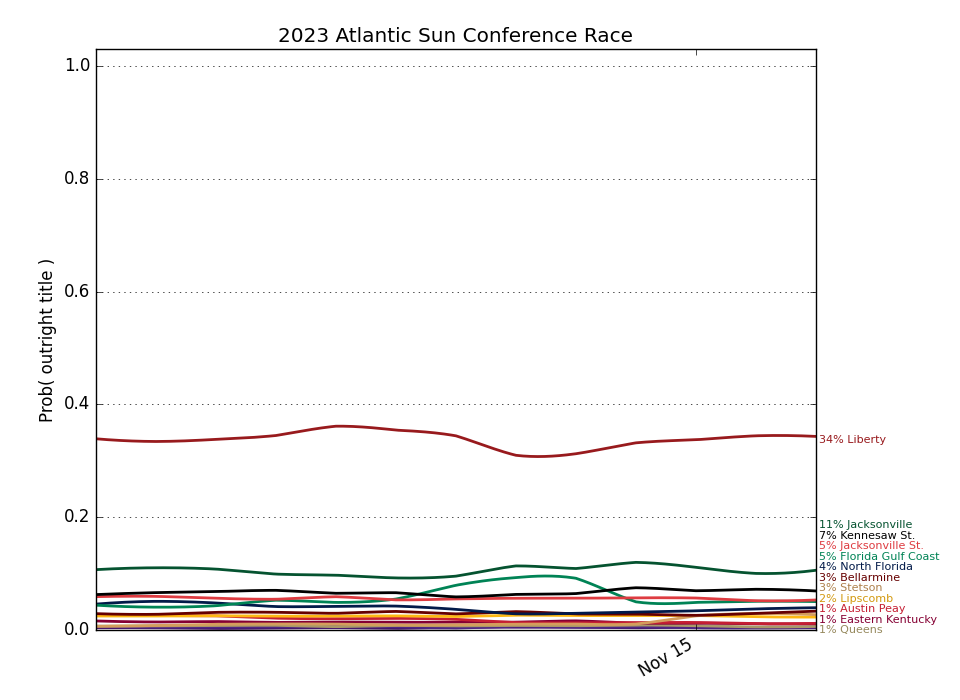 2023 Atlantic Sun Conference Race
Prob( outright title )
1.0
0.8
0.6
0.4
0.2
0.0
Nov 15
34% Liberty
11% Jacksonville
7% Kennesaw St.
5% Jacksonville St.
5% Florida Gulf Coast
4% North Florida
3% Bellarmine
3% Stetson
2% Lipscomb
1% Austin Peay
1% Eastern Kentucky
1% Queens